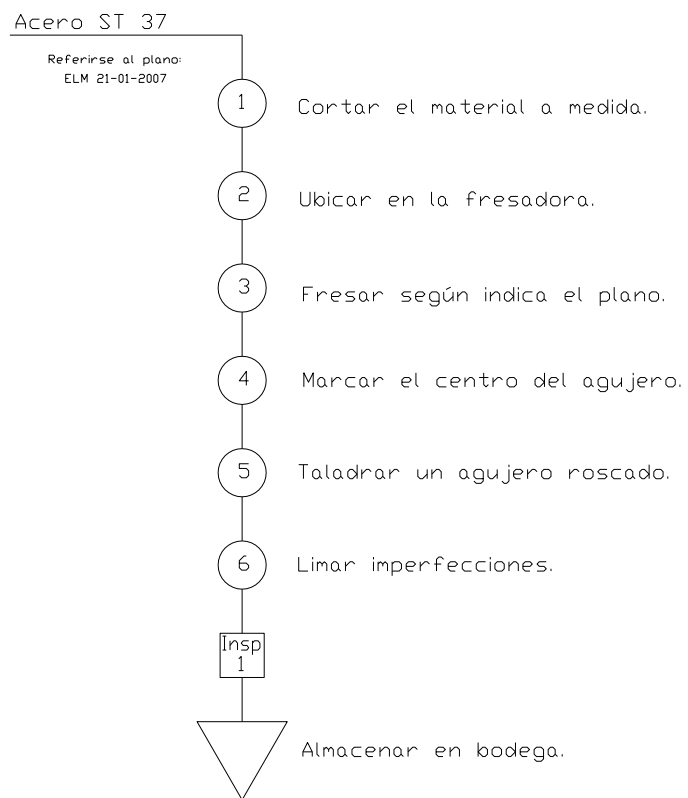 Acero ST 37
Referirse al plano:
ELM 21-01-2007
1 Cortar el material a medida.
2 Ubicar en la fresadora.
3 Fresar según indica el plano.
4 Marcar el centro del agujero.
5 Taladrar un agujero roscado.
6 Limar imperfecciones.
Insp
1
Almacenar en bodega.